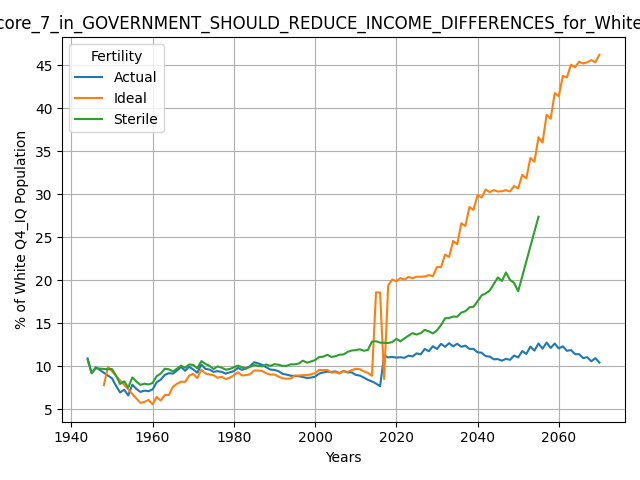 core_7_in_GOVERNMENT_SHOULD_REDUCE_INCOME_DIFFERENCES_for_White
Fertility
Actual
Ideal
Sterile
% of White Q4_IQ Population
45
40
35
30
25
20
15
10
5
1940 1960 1980 2000 2020 2040 2060
Years